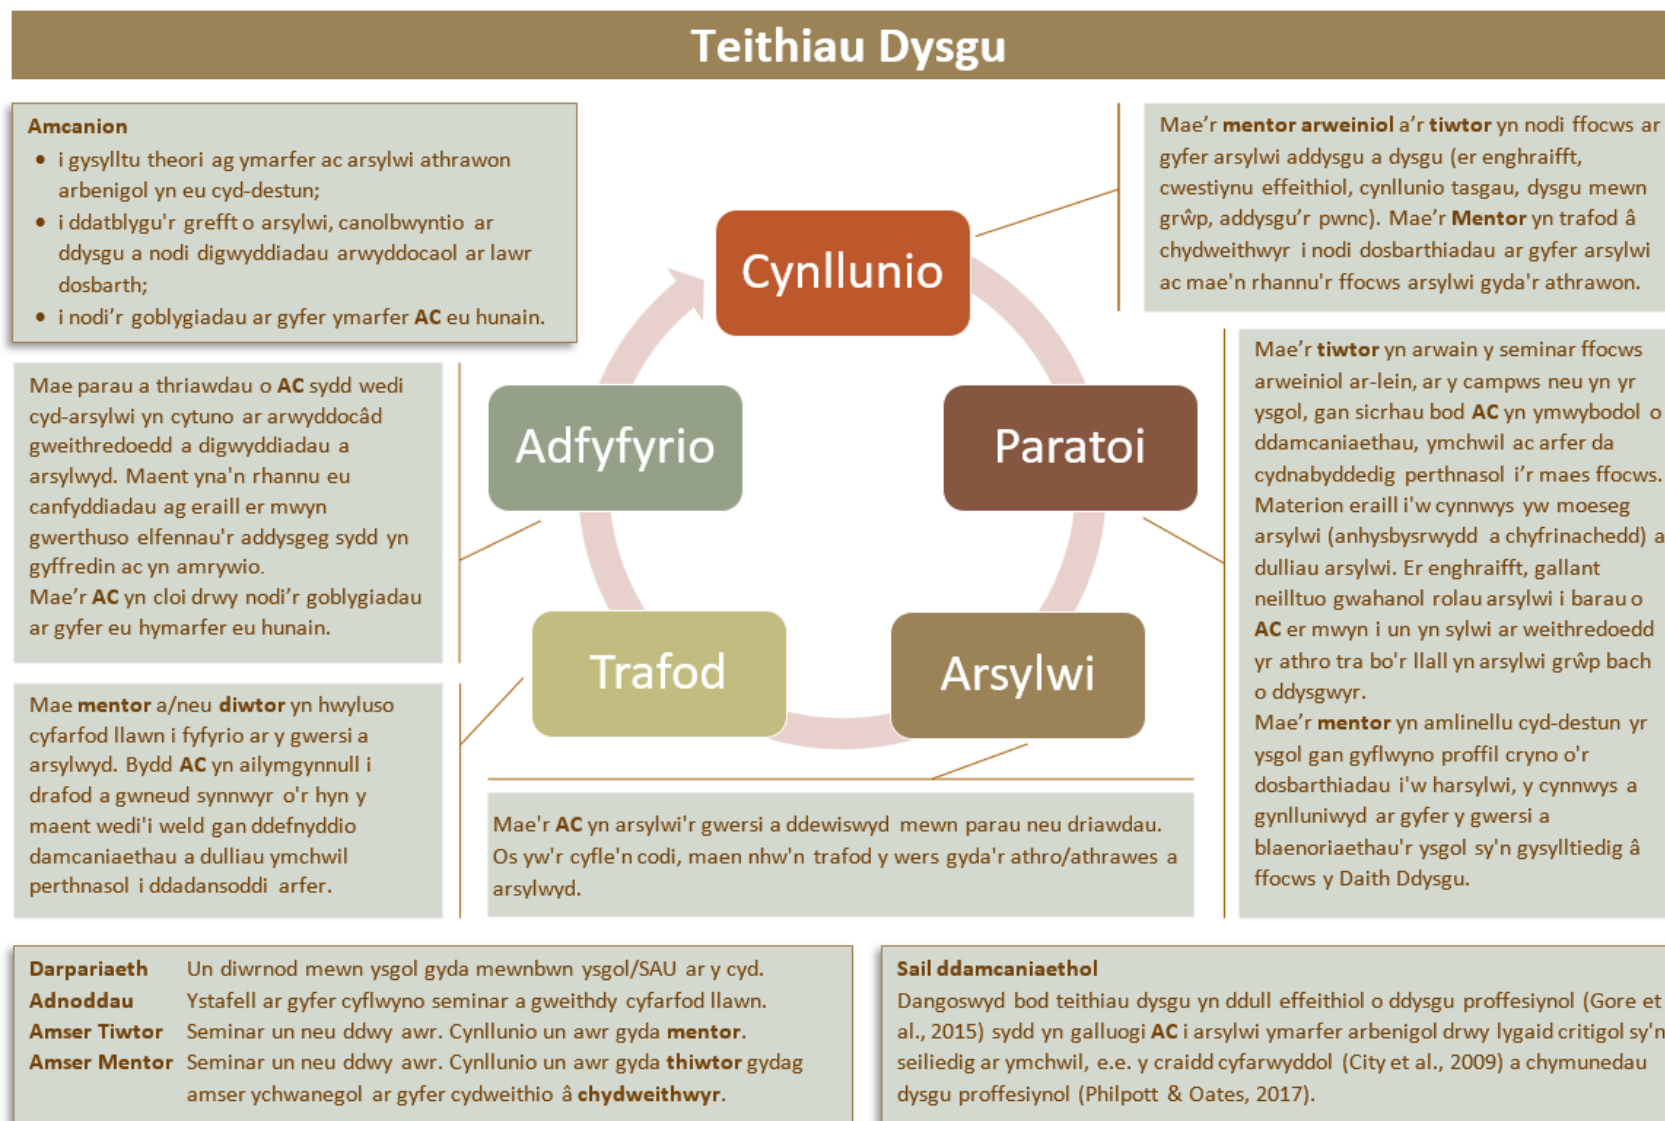 Teithiau Dysgu
Amcanion
• i gysylltu theori ag ymarfer ac arsylwi athrawon
arbenigol yn eu cyd-destun;
• i ddatblygu'r grefft o arsylwi, canolbwyntio ar
ddysgu a nodi digwyddiadau arwyddocaol ar lawr
dosbarth;
• i nodi'r goblygiadau ar gyfer ymarfer AC eu hunain.
Cynllunio
Mae'r mentor arweiniol a'r tiwtor yn nodi ffocws ar
gyfer arsylwi addysgu a dysgu (er enghraifft,
cwestiynu effeithiol, cynllunio tasgau, dysgu mewn
grŵp, addysgu'r pwnc). Mae'r Mentor yn trafod â
chydweithwyr i nodi dosbarthiadau ar gyfer arsylwi
ac mae'n rhannu'r ffocws arsylwi gyda'r athrawon.
Paratoi
Mae'r tiwtor yn arwain y seminar ffocws
arweiniol ar-lein, ar y campws neu yn yr
ysgol, gan sicrhau bod AC yn ymwybodol o
ddamcaniaethau, ymchwil ac arfer da
cydnabyddedig perthnasol i'r maes ffocws.
Materion eraill i'w cynnwys yw moeseg
arsylwi (anhysbysrwydd a chyfrinachedd) a
dulliau arsylwi. Er enghraifft, gallant
neilltuo gwahanol rolau arsylwi i barau o
AC er mwyn i un yn sylwi ar weithredoedd
yr athro tra bo'r llall yn arsylwi grŵp bach
o ddysgwyr.
Mae'r mentor yn amlinellu cyd-destun yr
ysgol gan gyflwyno proffil cryno o'r
dosbarthiadau i'w harsylwi, y cynnwys a
gynlluniwyd ar gyfer y gwersi a
blaenoriaethau'r ysgol sy'n gysylltiedig â
ffocws y Daith Ddysgu.
Arsylwi
Mae'r AC yn arsylwi'r gwersi a ddewiswyd mewn parau neu driawdau.
Os yw'r cyfle'n codi, maen nhw'n trafod y wers gyda'r athro/athrawes a
arsylwyd.
Trafod
Mae mentor a/neu diwtor yn hwyluso
cyfarfod llawn i fyfyrio ar y gwersi a
arsylwyd. Bydd AC yn ailymgynnull i
drafod a gwneud synnwyr o'r hyn y
maent wedi'i weld gan ddefnyddio
damcaniaethau a dulliau ymchwil
perthnasol i ddadansoddi arfer.
Adfyfyrio
Mae parau a thriawdau o AC sydd wedi
cyd-arsylwi yn cytuno ar arwyddocâd
gweithredoedd a digwyddiadau a
arsylwyd. Maent yna'n rhannu eu
canfyddiadau ag eraill er mwyn
gwerthuso elfennau'r addysgeg sydd yn
gyffredin ac yn amrywio.
Mae'r AC yn cloi drwy nodi'r goblygiadau
ar gyfer eu hymarfer eu hunain.
Darpariaeth Un diwrnod mewn ysgol gyda mewnbwn ysgol/SAU ar y cyd.
Adnoddau Ystafell ar gyfer cyflwyno seminar a gweithdy cyfarfod llawn.
Amser Tiwtor Seminar un neu ddwy awr. Cynllunio un awr gyda mentor.
Amser Mentor Seminar un neu ddwy awr. Cynllunio un awr gyda thiwtor gydag
amser ychwanegol ar gyfer cydweithio â chydweithwyr.
Sail ddamcaniaethol
Dangoswyd bod teithiau dysgu yn ddull effeithiol o ddysgu proffesiynol (Gore et
al., 2015) sydd yn galluogi AC i arsylwi ymarfer arbenigol drwy lygaid critigol sy'n
seiliedig ar ymchwil, e.e. y craidd cyfarwyddol (City et al., 2009) a chymunedau
dysgu proffesiynol (Philpott & Oates, 2017).